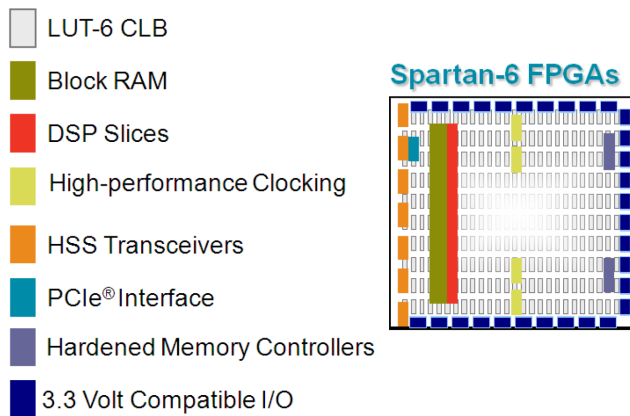 LUT-6 CLB
Block RAM
Spartan-6 FPGAs
DSP Slices
High-performance Clocking
HSS Transceivers
PCIe® Interface
Hardened Memory Controllers
3.3 Volt Compatible I/O